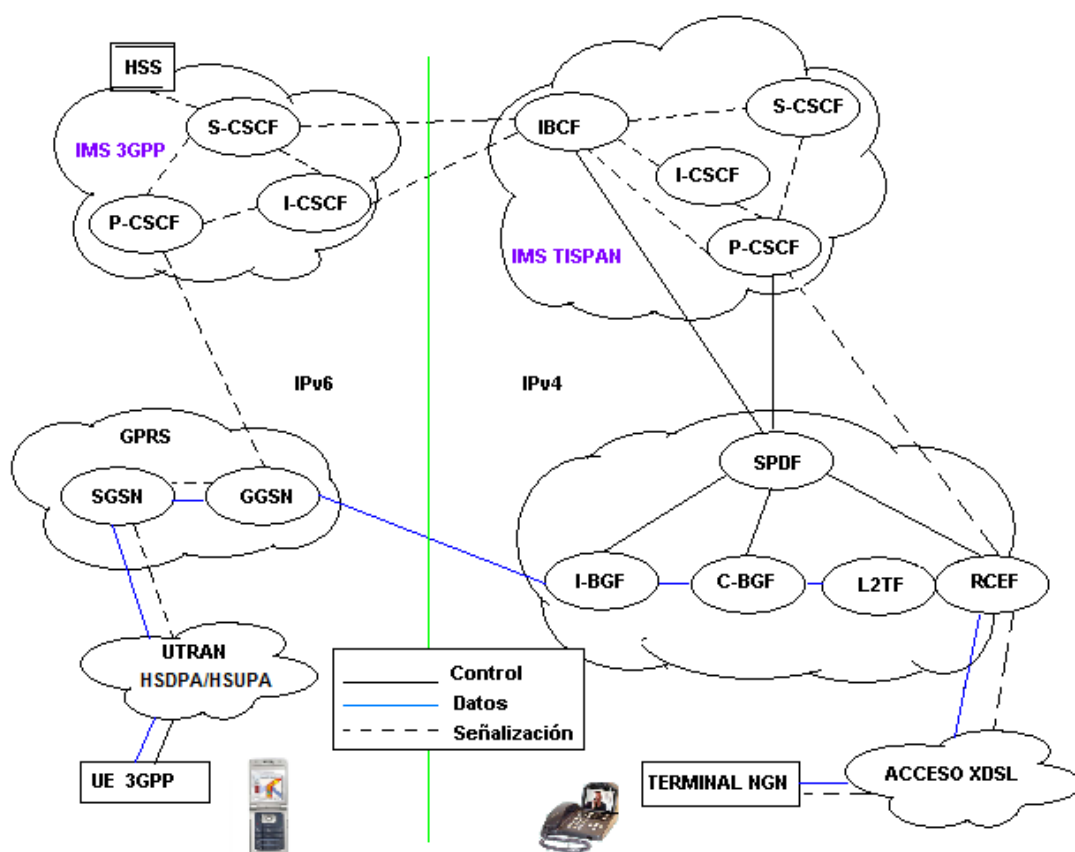 HSS
S-CSCF
IMS 3GPP
P-CSCF
I-CSCF
IBCF
S-CSCF
I-CSCF
P-CSCF
IMS TISPAN
IPv6
IPv4
GPRS
SGSN
GGSN
SPDF
I-BGF
C-BGF
L2TF
RCEF
UTRAN
HSDPA/HSUPA
Control
Datos
Señalización
UE 3GPP
TERMINAL NGN
ACCESO XDSL